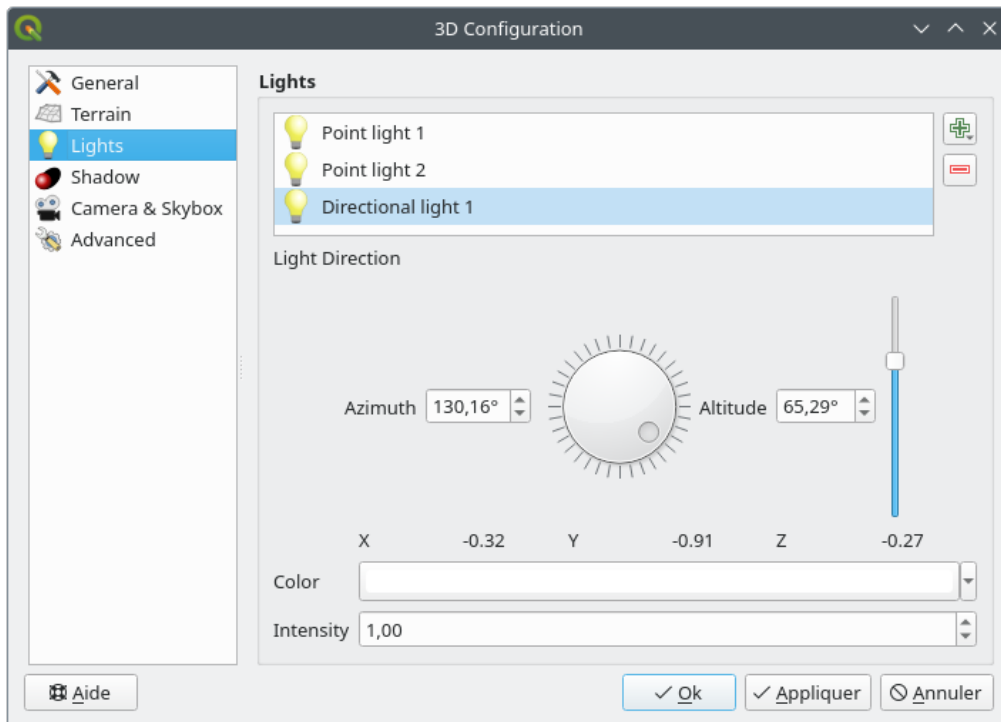 3D Configuration
General
Terrain
Lights
Shadow
Camera & Skybox
Advanced
Lights
Point light 1
Point light 2
Directional light 1
Light Direction
Azimuth 130,16° Altitude 65,29°
X -0.32 Y -0.91 Z -0.27
Color
Intensity 1,00
Aide Ok Appliquer Annuler